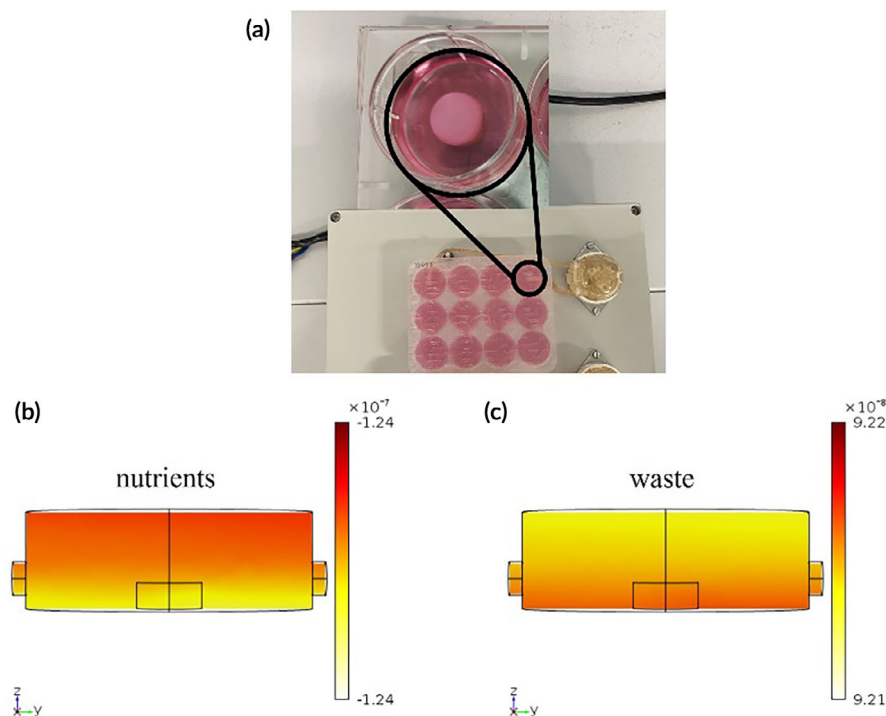 (a)
(b)
×10⁻⁷
-1.24
nutrients
-1.24
z
y
(c)
×10⁻⁸
9.22
waste
9.21
z
y